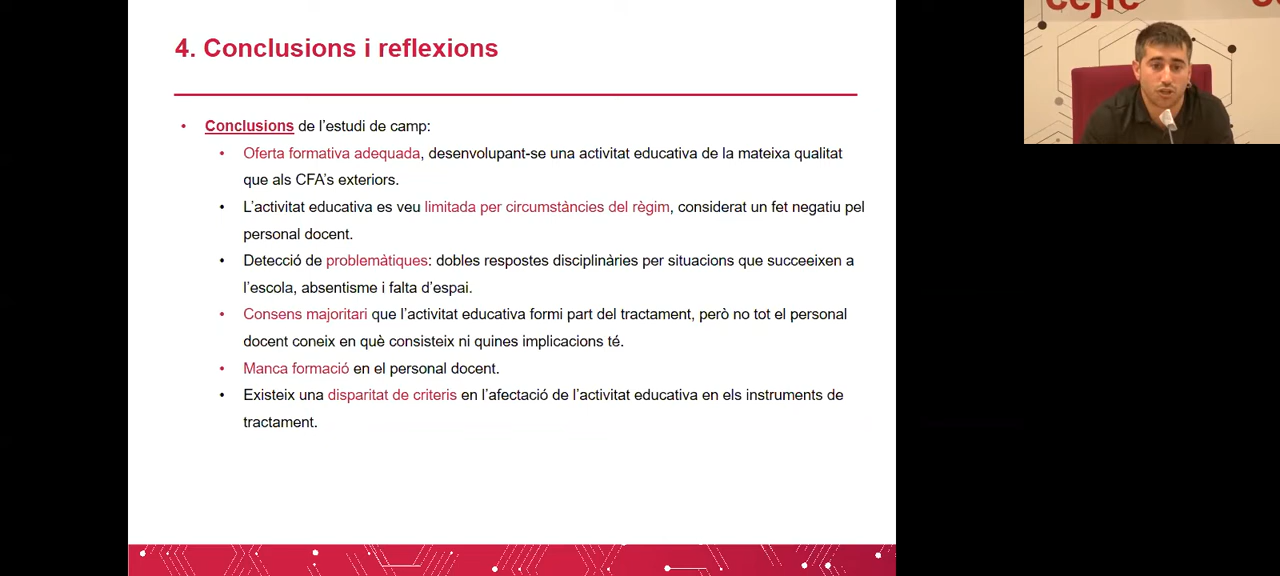 4. Conclusions i reflexions
• Conclusions de l’estudi de camp:
• Oferta formativa adequada, desenvolupant-se una activitat educativa de la mateixa qualitat
que als CFA’s exteriors.
• L’activitat educativa es veu limitada per circumstàncies del règim, considerat un fet negatiu pel
personal docent.
• Detecció de problemàtiques: dobles respostes disciplinàries per situacions que succeeixen a
l’escola, absentisme i falta d’espai.
• Consens majoritari que l’activitat educativa formi part del tractament, però no tot el personal
docent coneix en què consisteix ni quines implicacions té.
• Manca formació en el personal docent.
• Existeix una disparitat de criteris en l’afectació de l’activitat educativa en els instruments de
tractament.